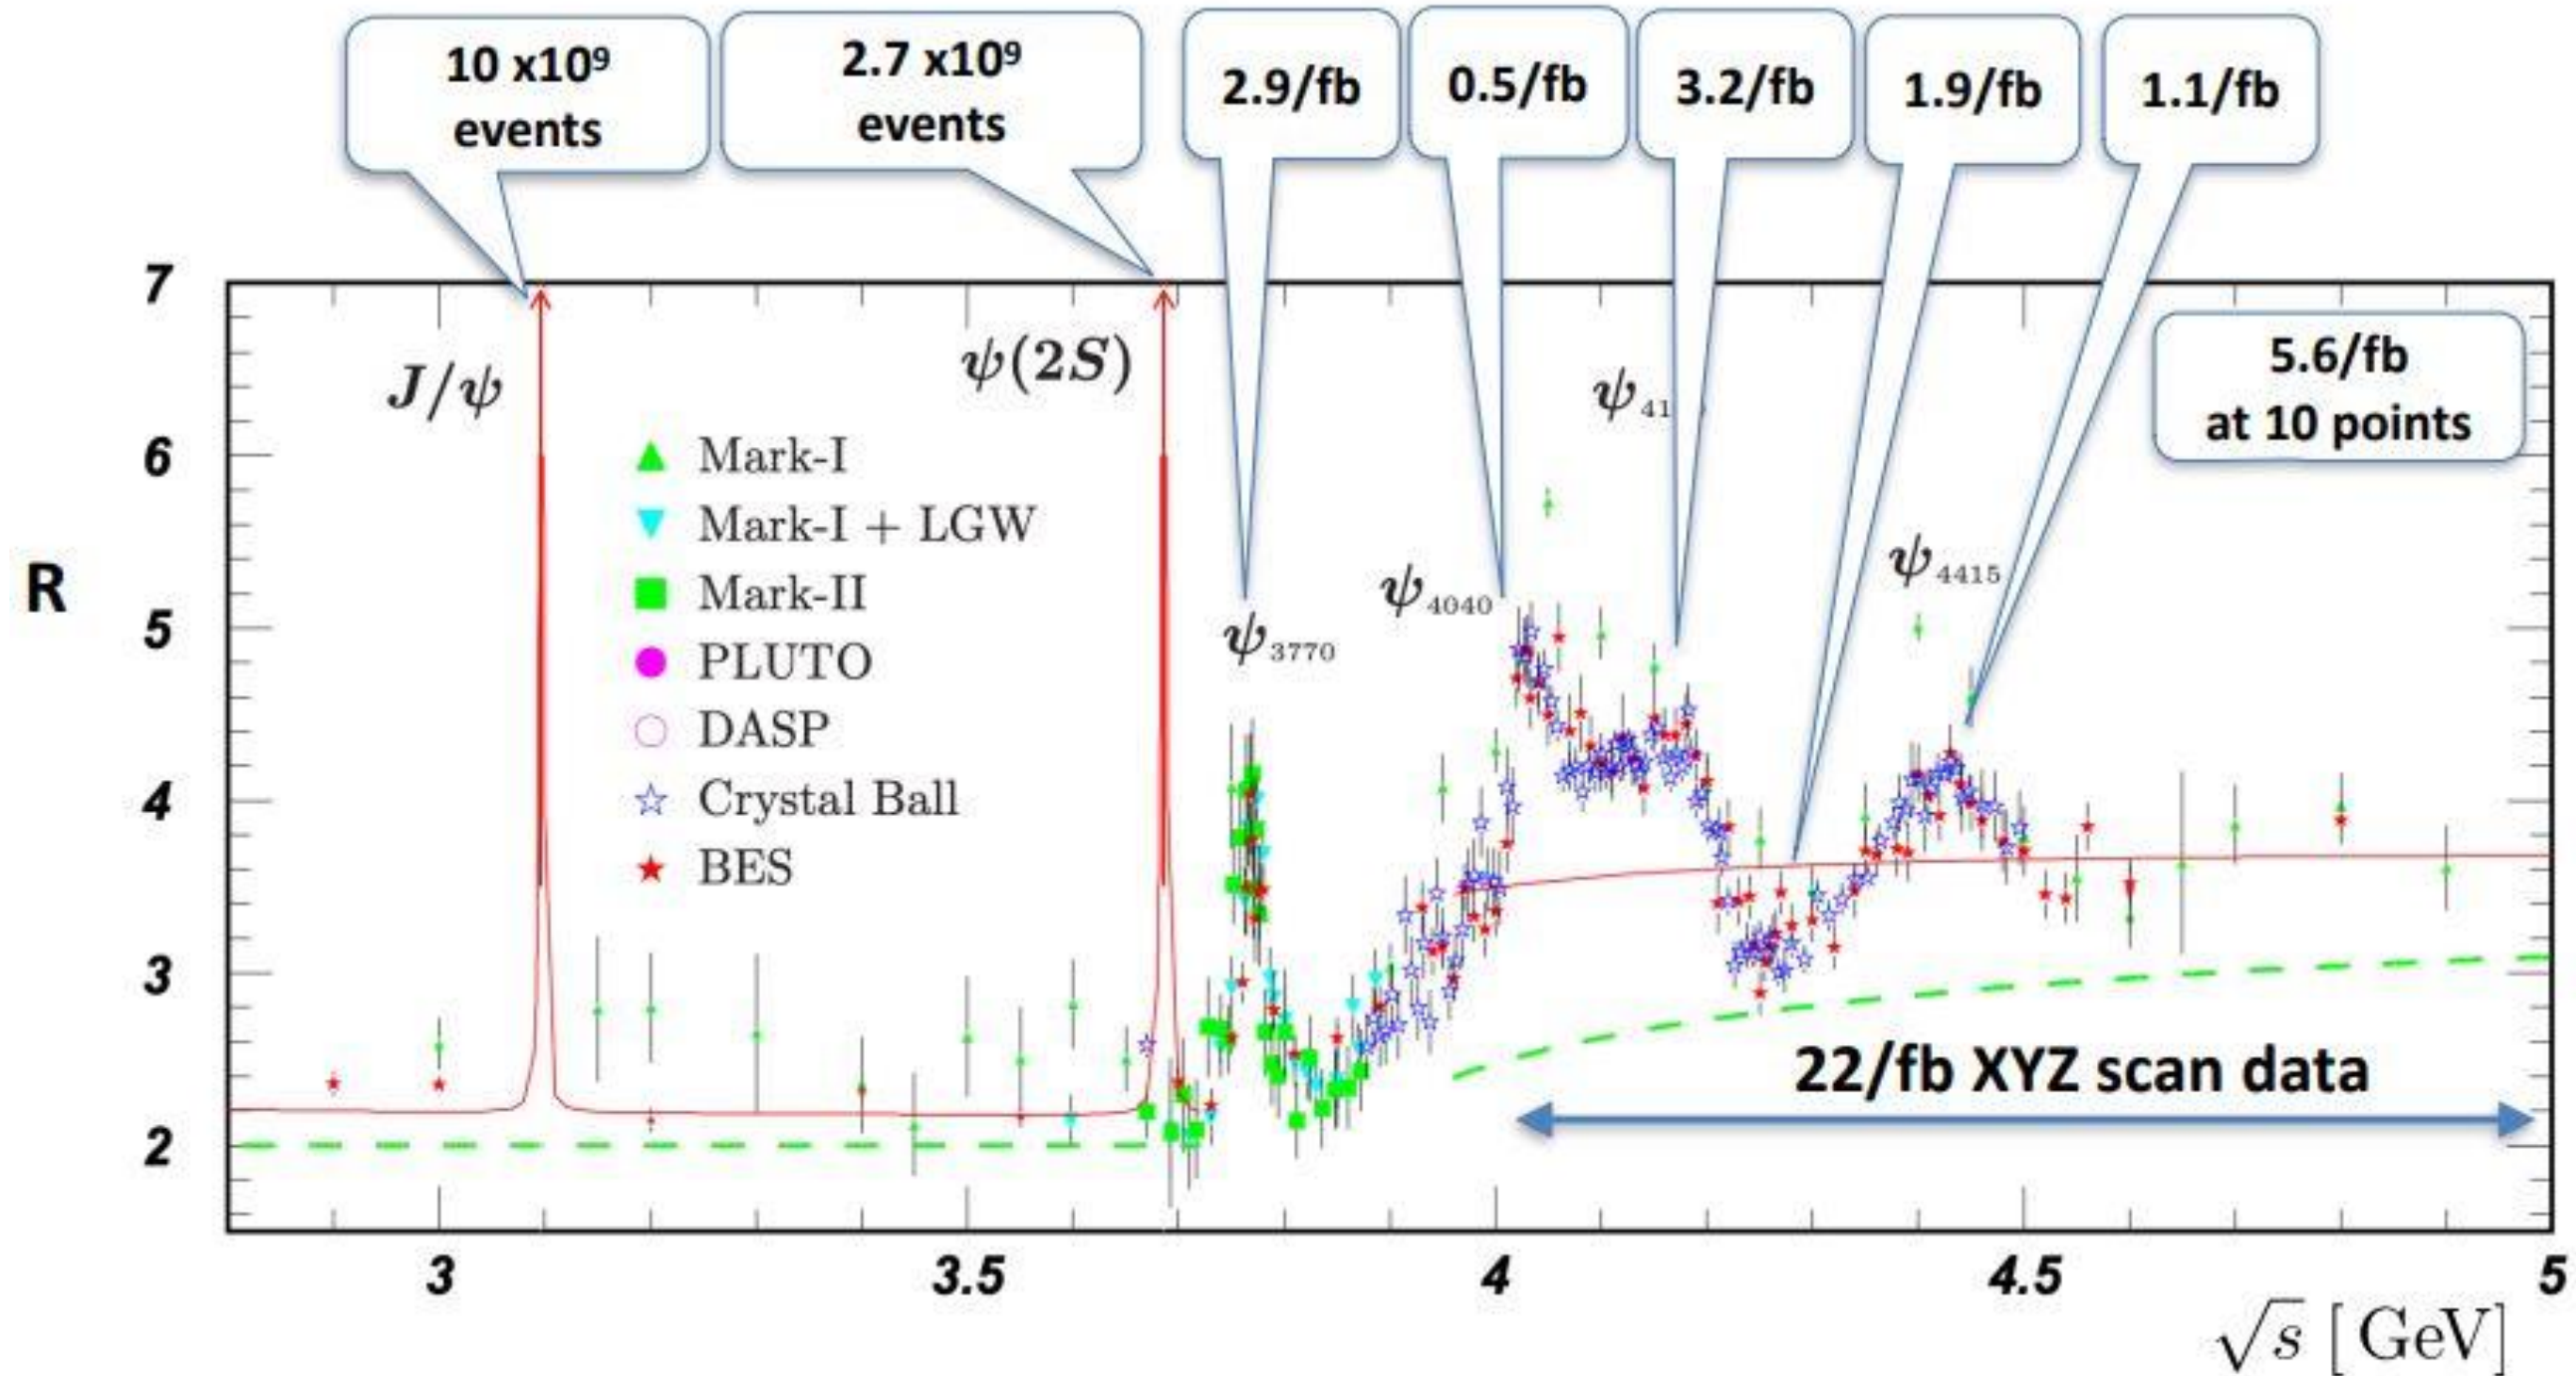 10 x10⁹
events
2.7 x10⁹
events
2.9/fb
0.5/fb
3.2/fb
1.9/fb
1.1/fb
5.6/fb
at 10 points
R
7
6
5
4
3
2
J/ψ
ψ(2S)
ψ3770
ψ4040
ψ41
ψ4415
Mark-I
Mark-I + LGW
Mark-II
PLUTO
DASP
Crystal Ball
BES
22/fb XYZ scan data
3
3.5
4
4.5
5
√s [ GeV]